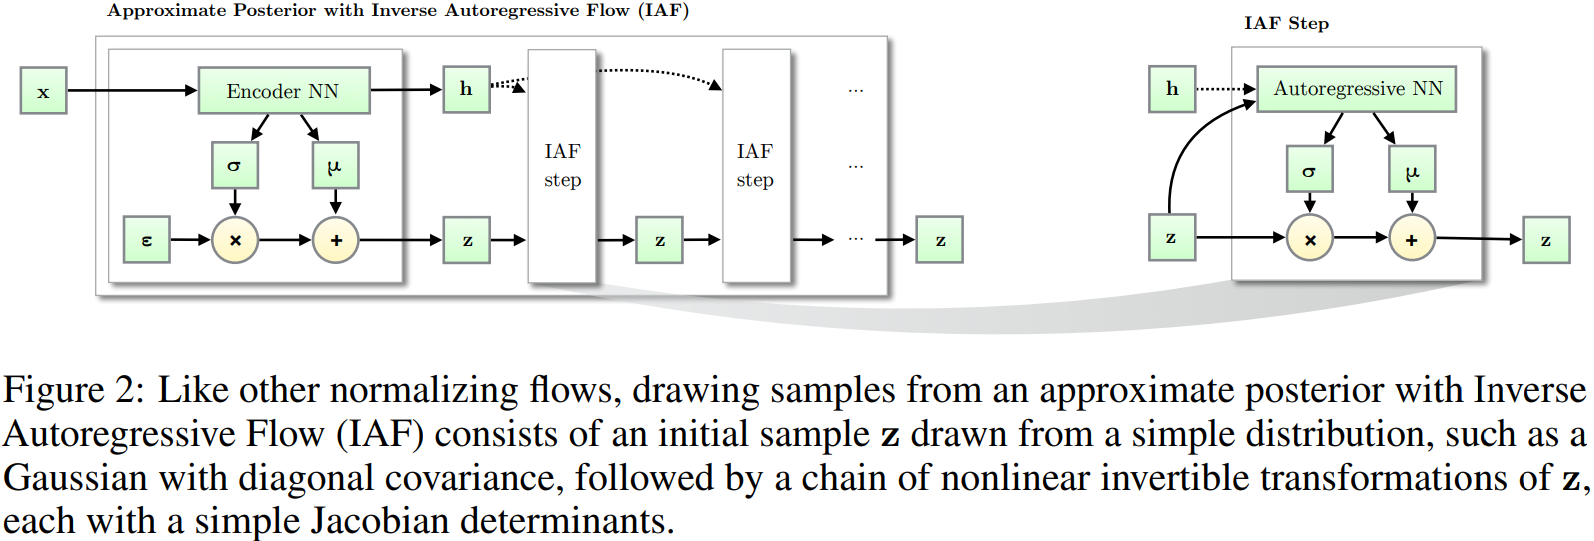 Approximate Posterior with Inverse Autoregressive Flow (IAF)
x
Encoder NN
h
σ
μ
ε
×
+
z
IAF
step
z
IAF
step
...
...
...
z
IAF Step
h
Autoregressive NN
σ
μ
z
×
+
z
Figure 2: Like other normalizing flows, drawing samples from an approximate posterior with Inverse
Autoregressive Flow (IAF) consists of an initial sample z drawn from a simple distribution, such as a
Gaussian with diagonal covariance, followed by a chain of nonlinear invertible transformations of z,
each with a simple Jacobian determinants.